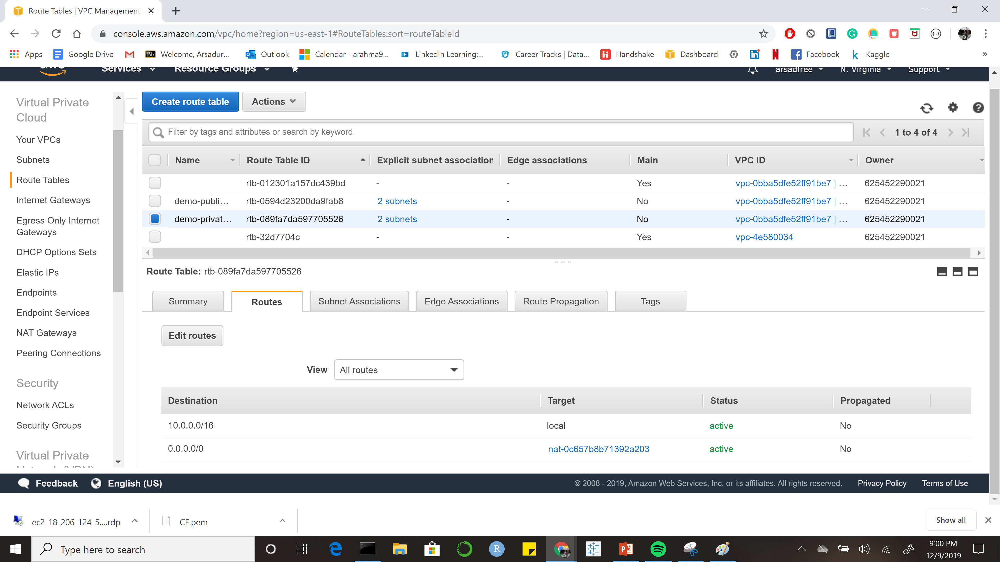 Route Tables | VPC Management
console.aws.amazon.com/vpc/home?region=us-east-1#RouteTables:sort=routeTableId
Apps Google Drive Bb Welcome, Arsadur... Outlook Calendar - arahma9... LinkedIn Learning:... Career Tracks | Data... Handshake Dashboard Facebook Kaggle »
aws Services Resource Groups arsadfree N. Virginia Support
Virtual Private
Cloud
Your VPCs
Subnets
Route Tables
Internet Gateways
Egress Only Internet
Gateways
DHCP Options Sets
Elastic IPs
Endpoints
Endpoint Services
NAT Gateways
Peering Connections
Security
Network ACLs
Security Groups
Virtual Private
Create route table Actions
Filter by tags and attributes or search by keyword 1 to 4 of 4
Name Route Table ID Explicit subnet association Edge associations Main VPC ID Owner
rtb-012301a157dc439bd - - Yes vpc-0bba5dfe52ff91be7 | ... 625452290021
demo-publi... rtb-0594d23200da9fab8 2 subnets - No vpc-0bba5dfe52ff91be7 | ... 625452290021
demo-privat... rtb-089fa7da597705526 2 subnets - No vpc-0bba5dfe52ff91be7 | ... 625452290021
rtb-32d7704c - - Yes vpc-4e580034 625452290021
Route Table: rtb-089fa7da597705526
Summary Routes Subnet Associations Edge Associations Route Propagation Tags
Edit routes
View All routes
Destination Target Status Propagated
10.0.0.0/16 local active No
0.0.0.0/0 nat-0c657b8b71392a203 active No
Feedback English (US) © 2008 - 2019, Amazon Web Services, Inc. or its affiliates. All rights reserved. Privacy Policy Terms of Use
ec2-18-206-124-5....rdp CF.pem Show all
Type here to search
9:00 PM
12/9/2019